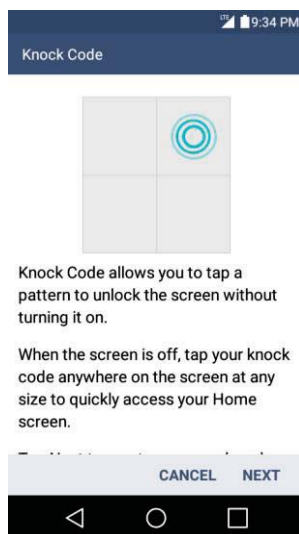 LTE 9:34 PM
Knock Code
Knock Code allows you to tap a
pattern to unlock the screen without
turning it on.
When the screen is off, tap your knock
code anywhere on the screen at any
size to quickly access your Home
screen.
CANCEL NEXT